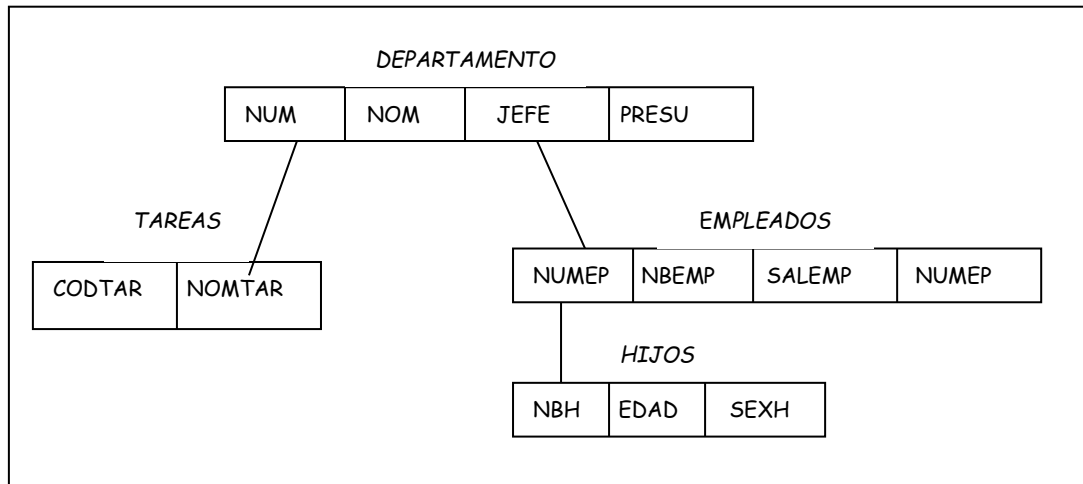 DEPARTAMENTO
NUM NOM JEFE PRESU
TAREAS
CODTAR NOMTAR
EMPLEADOS
NUMEP NBEMP SALEMP NUMEP
HIJOS
NBH EDAD SEXH